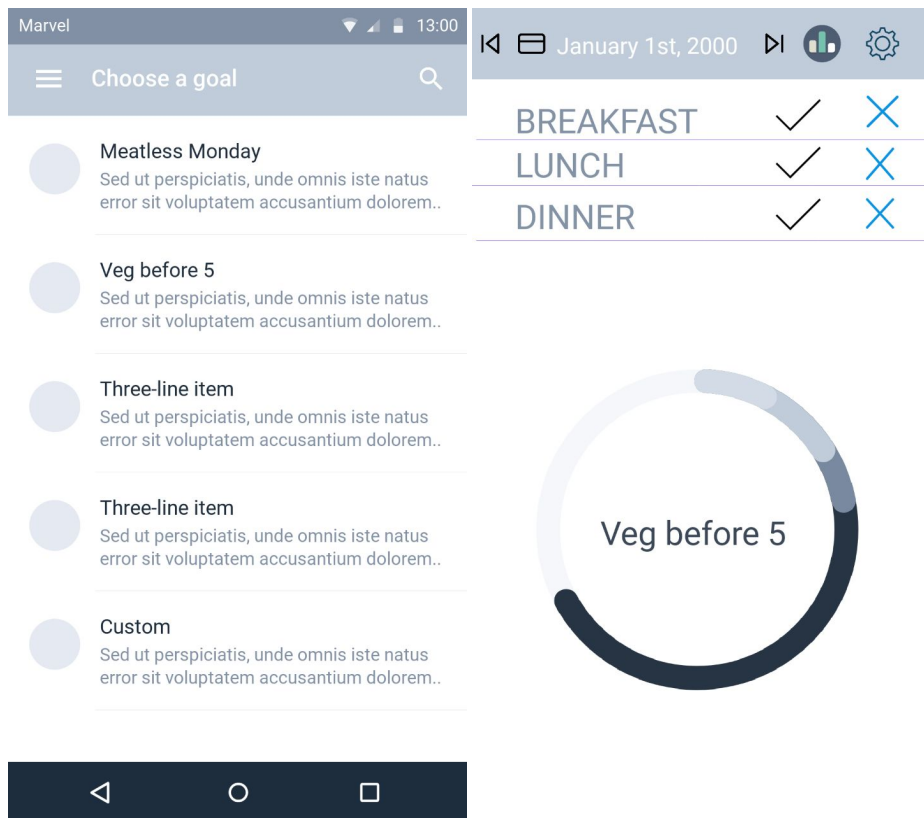 Marvel 13:00
Choose a goal
Meatless Monday
Sed ut perspiciatis, unde omnis iste natus
error sit voluptatem accusantium dolorem..
Veg before 5
Sed ut perspiciatis, unde omnis iste natus
error sit voluptatem accusantium dolorem..
Three-line item
Sed ut perspiciatis, unde omnis iste natus
error sit voluptatem accusantium dolorem..
Three-line item
Sed ut perspiciatis, unde omnis iste natus
error sit voluptatem accusantium dolorem..
Custom
Sed ut perspiciatis, unde omnis iste natus
error sit voluptatem accusantium dolorem..
January 1st, 2000
BREAKFAST
LUNCH
DINNER
Veg before 5